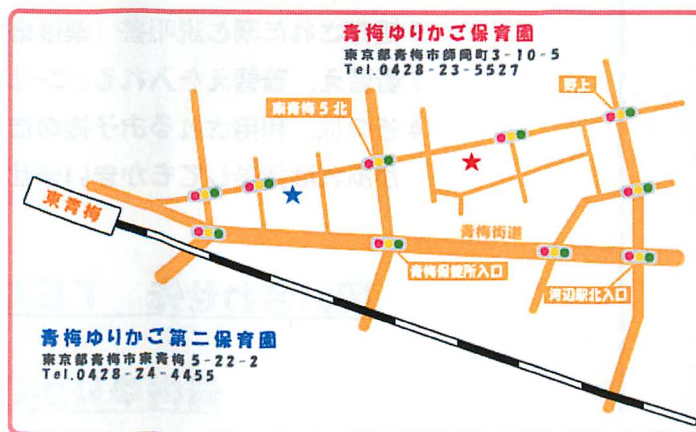 青梅ゆりかご保育園
東京都青梅市師岡町3-10-5
Tel.0428-23-5527
野上
東青梅5北
東青梅
青梅街道
青梅保健所入口
河辺駅北入口
青梅ゆりかご第二保育園
東京都青梅市東青梅5-22-2
Tel.0428-24-4455